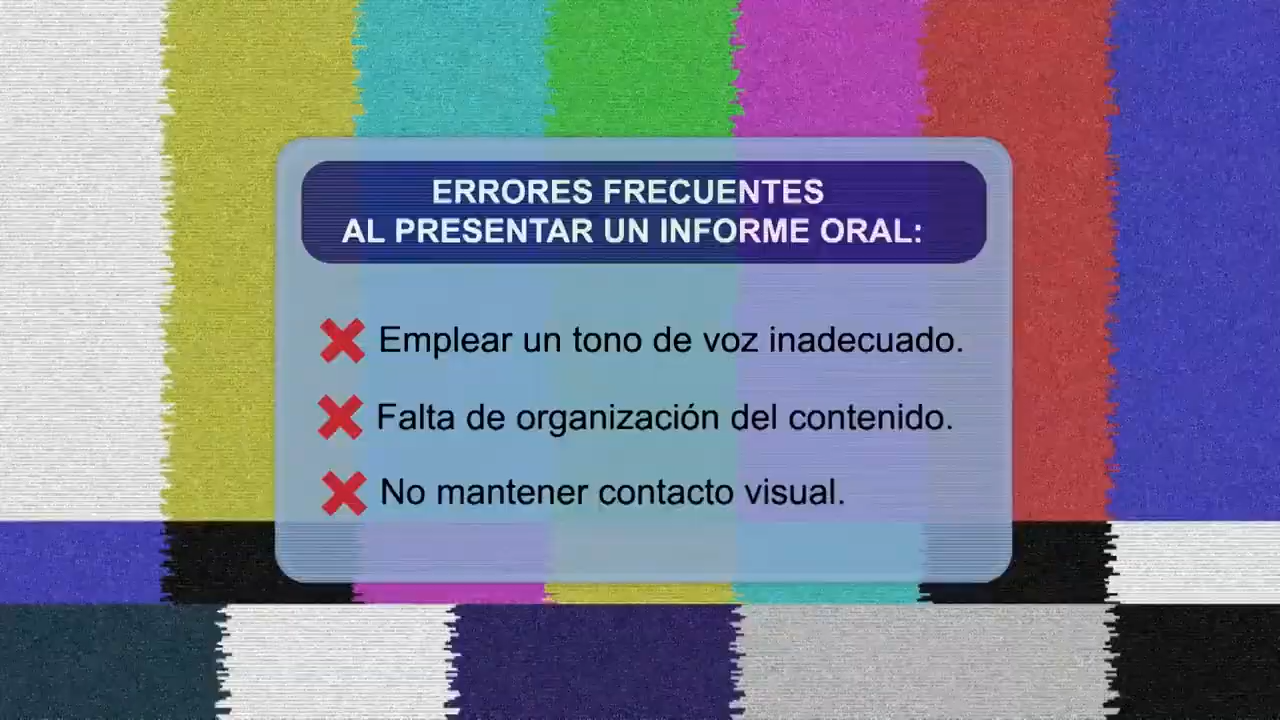 ERRORES FRECUENTES
AL PRESENTAR UN INFORME ORAL:
Emplear un tono de voz inadecuado.
Falta de organización del contenido.
No mantener contacto visual.